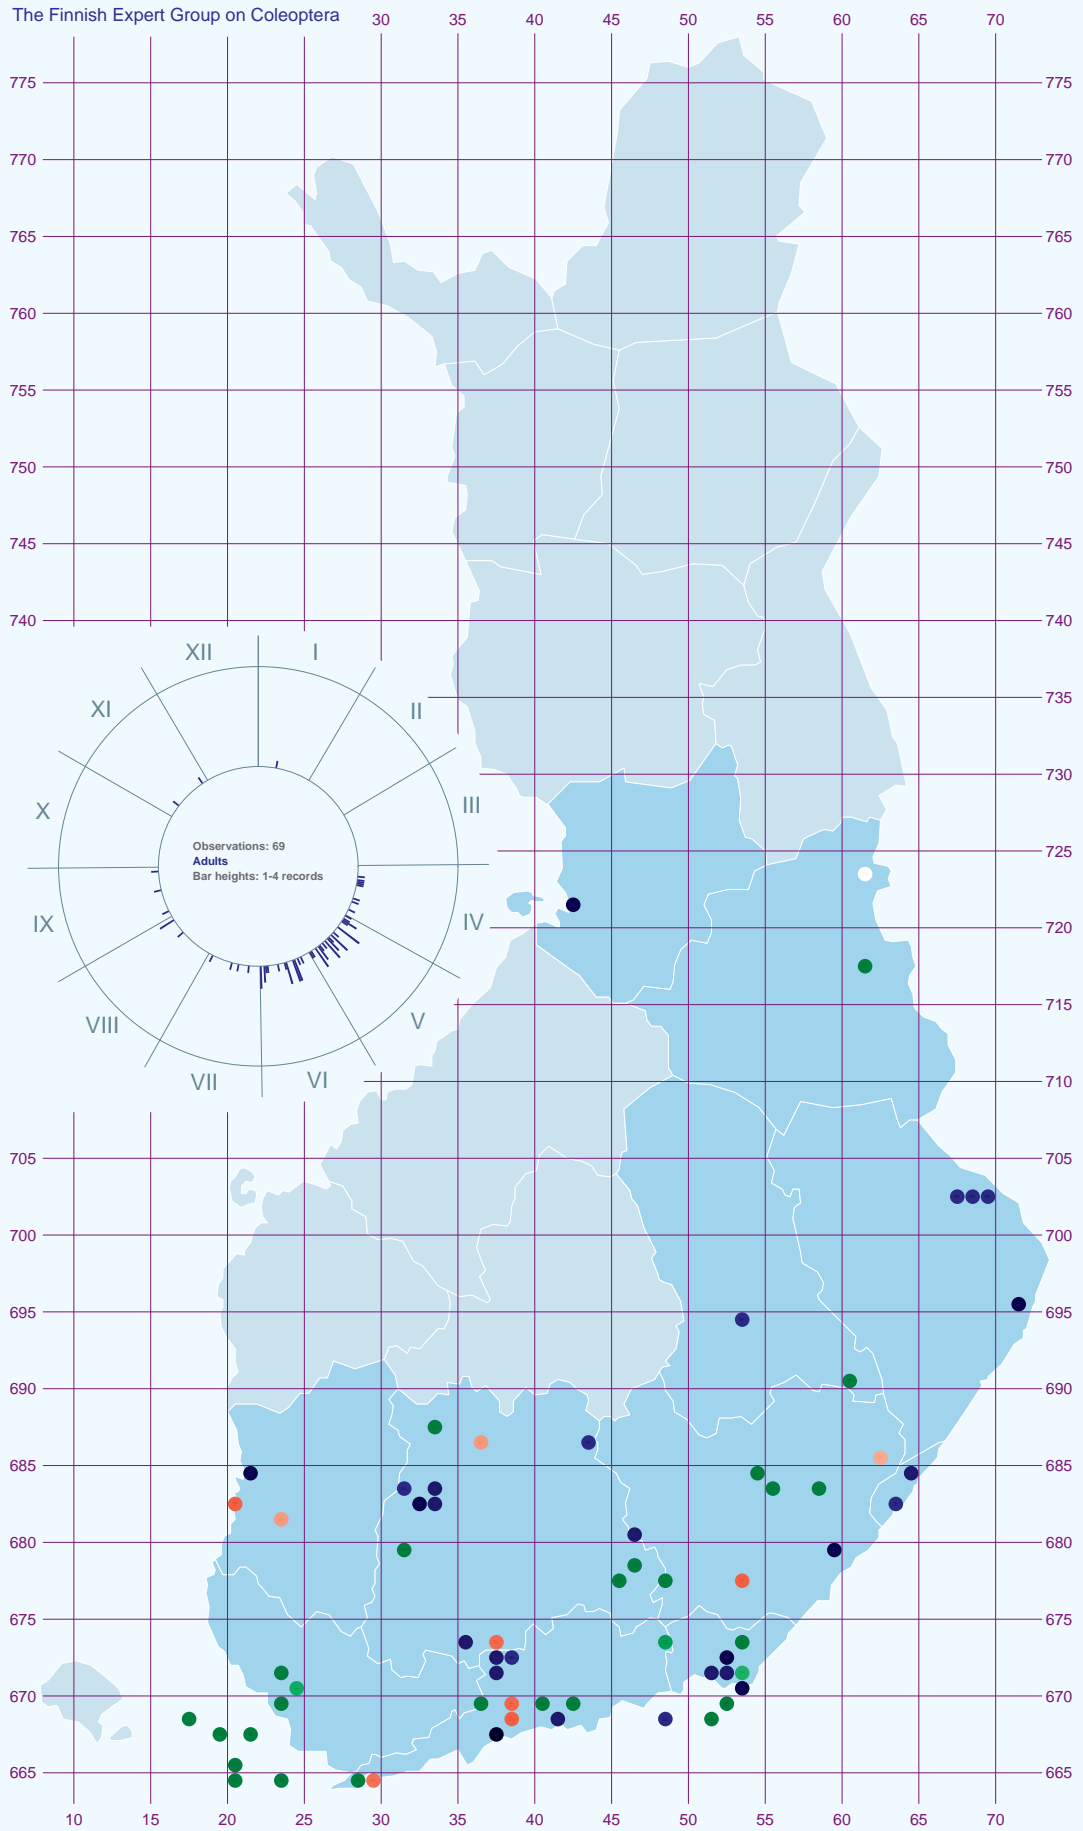 The Finnish Expert Group on Coleoptera
30 45 50 55 60 65 70
775 775
770 770
765 765
760 760
755 755
750 750
745 745
740 740
XII I
XI II
735
730
X III
Observations: 69
Adults
Bar heights: 1-4 records
725
IX IV
720
VIII V
715
VII VI
710
705 705
700 700
695 695
690 690
685 685
680 680
675 675
670 670
665 665
10 15 20 25 30 35 40 45 50 55 60 65 70